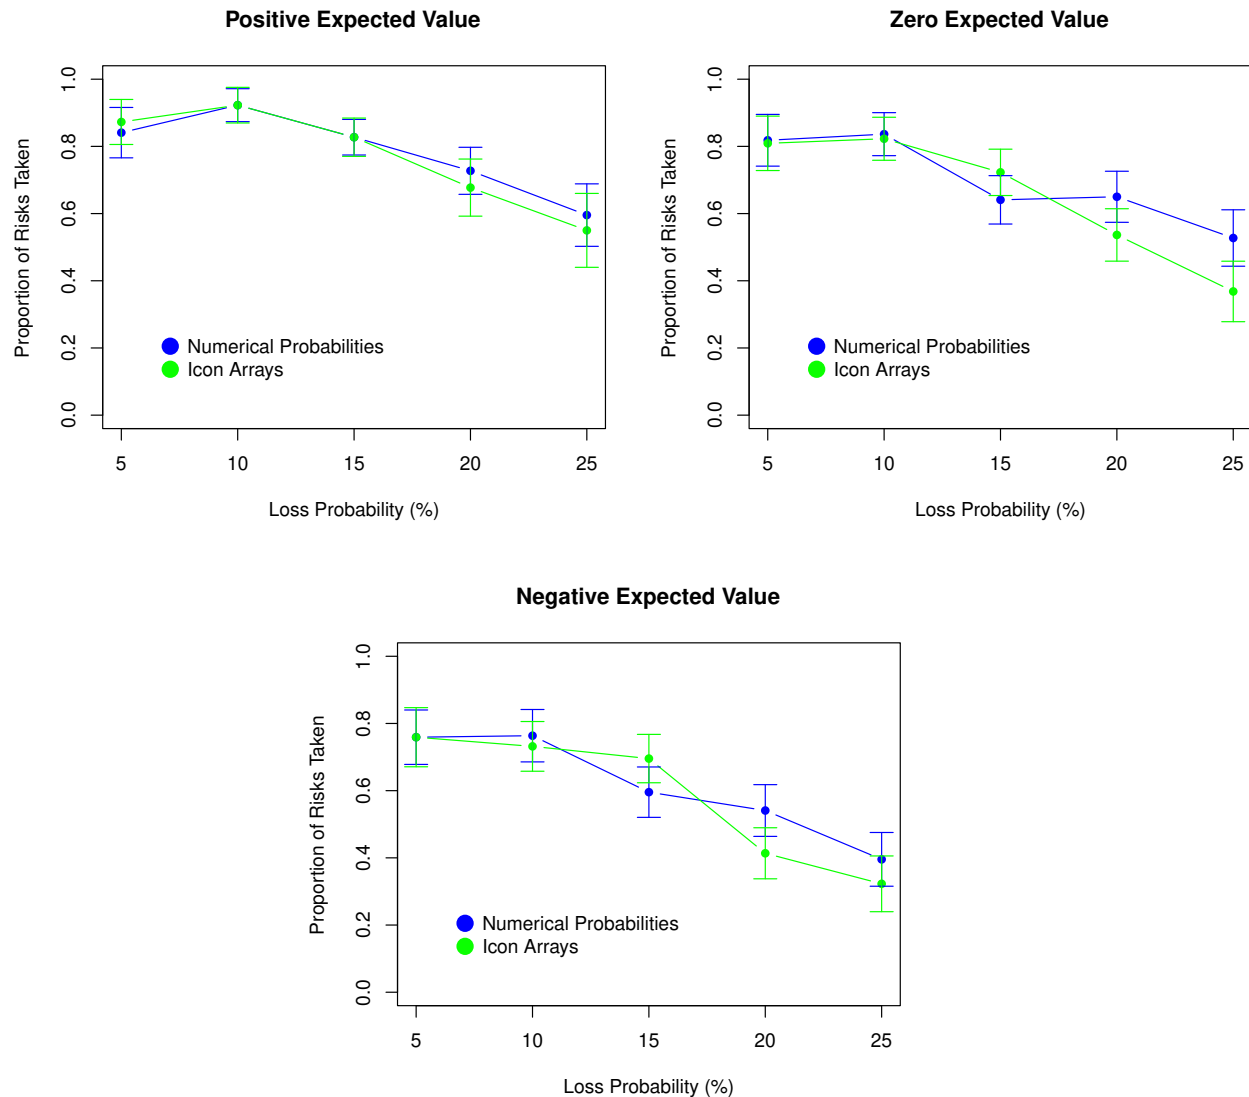 Positive Expected Value
Proportion of Risks Taken
1.0
0.8
0.6
0.4
0.2
0.0
Numerical Probabilities
Icon Arrays
5 10 15 20 25
Loss Probability (%)
Zero Expected Value
Proportion of Risks Taken
1.0
0.8
0.6
0.4
0.2
0.0
Numerical Probabilities
Icon Arrays
5 10 15 20 25
Loss Probability (%)
Negative Expected Value
Proportion of Risks Taken
1.0
0.8
0.6
0.4
0.2
0.0
Numerical Probabilities
Icon Arrays
5 10 15 20 25
Loss Probability (%)